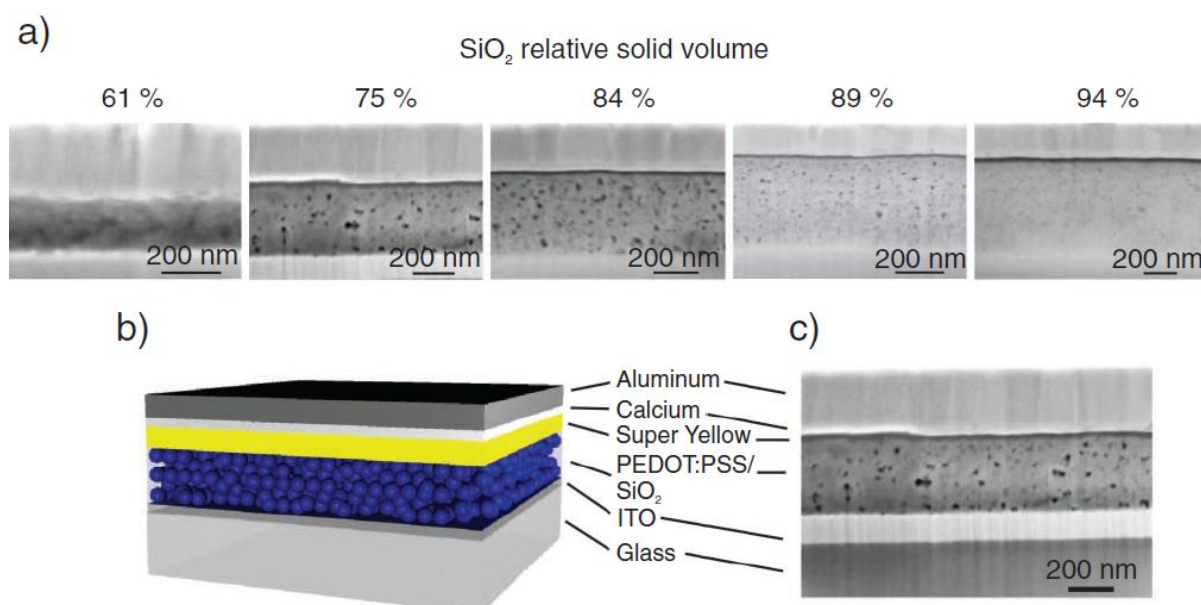 a)
SiO₂ relative solid volume
61 % 75 % 84 % 89 % 94 %
200 nm 200 nm 200 nm 200 nm 200 nm
b)
c)
Aluminum
Calcium
Super Yellow
PEDOT:PSS/
SiO₂
ITO
Glass
200 nm